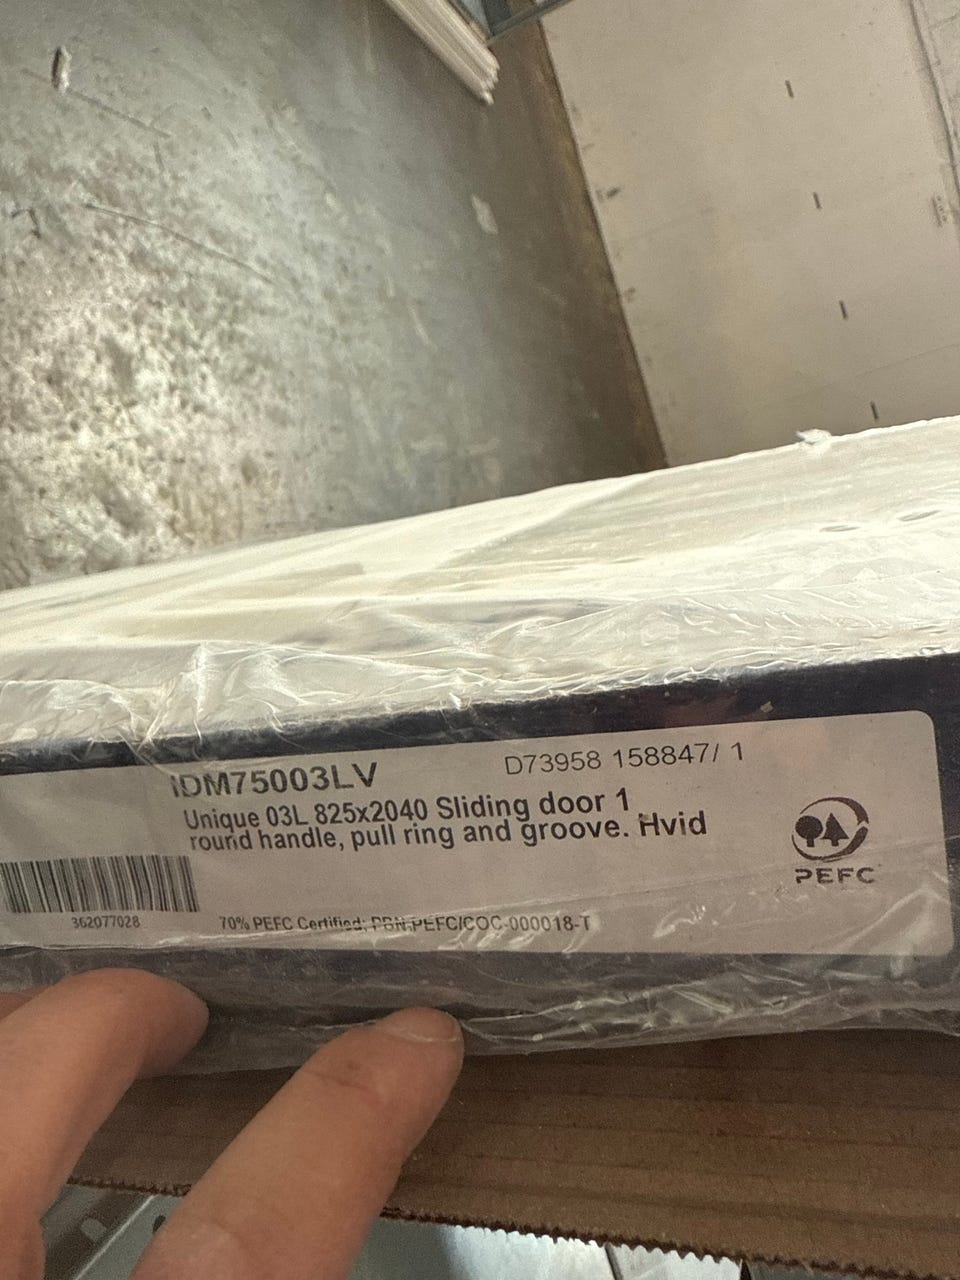 IDM75003LV
D73958 158847/ 1
Unique 03L 825x2040 Sliding door 1
round handle, pull ring and groove. Hvid
PEFC
362077028
70% PEFC Certified; PBN-PEFC/COC-000018-T